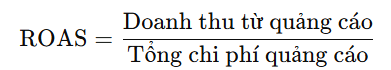 ROAS = Doanh thu từ quảng cáo
Tổng chi phí quảng cáo